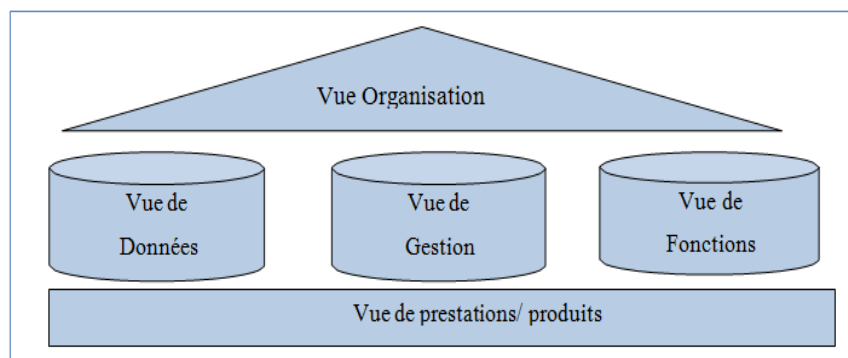 Vue Organisation
Vue de
Données
Vue de
Gestion
Vue de
Fonctions
Vue de prestations/ produits